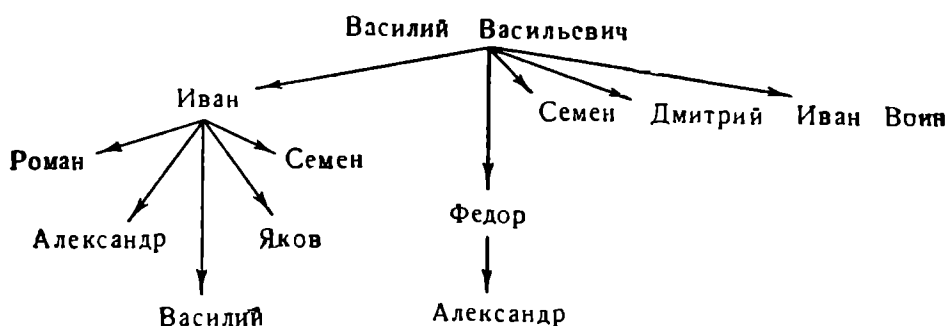 Василий Васильевич
Иван Семен Дмитрий Иван Воин
Роман Семен
Александр Яков Федор
Василий Александр